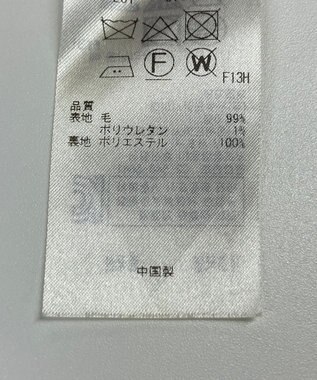 F
W
F13H
品質
表地 毛 99%
ポリウレタン 1%
裏地 ポリエステル 100%
中国製